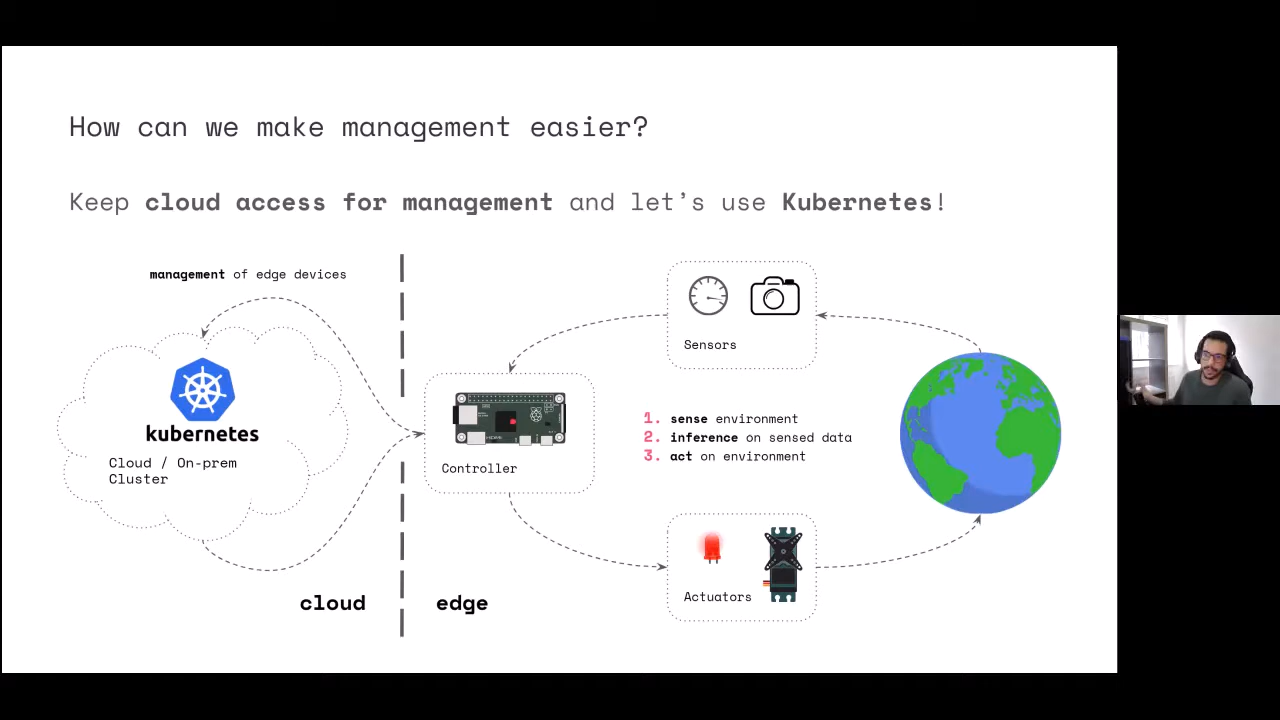 How can we make management easier?
Keep cloud access for management and let's use Kubernetes!
management of edge devices
kubernetes
Cloud / On-prem
Cluster
Controller
Sensors
1. sense environment
2. inference on sensed data
3. act on environment
Actuators
cloud
edge